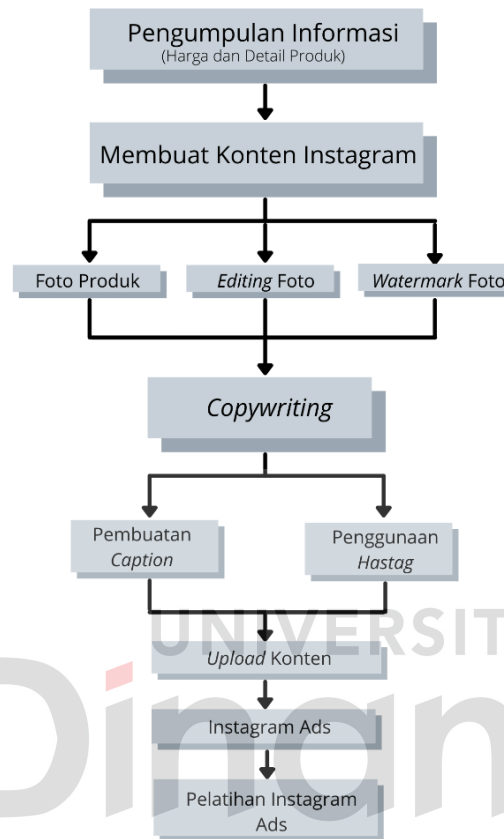 Pengumpulan Informasi
(Harga dan Detail Produk)
Membuat Konten Instagram
Foto Produk
Editing Foto
Watermark Foto
Copywriting
Pembuatan
Caption
Penggunaan
Hastag
UNIVERSIT
Upload Konten
Dinam
Instagram Ads
Pelatihan Instagram
Ads